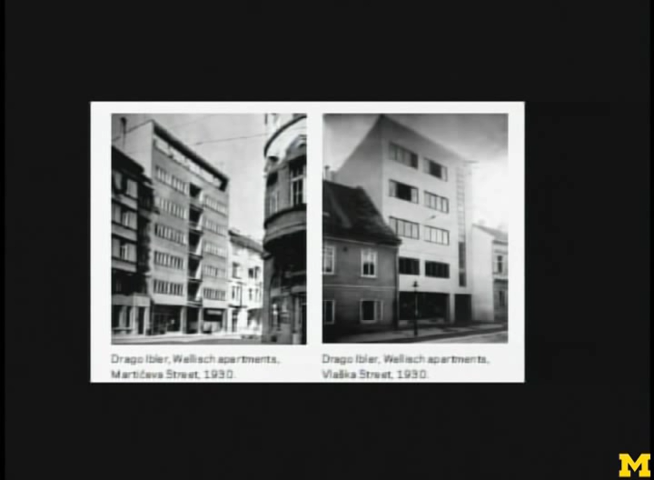 Drago Ibler, Wellisch apartments,
Martićeva Street, 1930.
Drago Ibler, Wellisch apartments,
Vlaška Street, 1930.
M